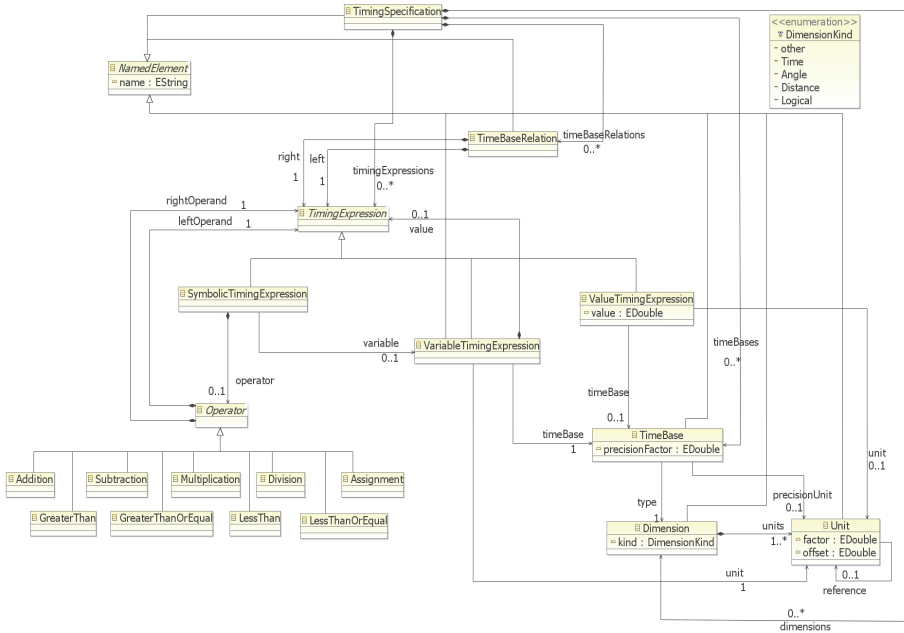 TimingSpecification
<<enumeration>>
DimensionKind
- other
- Time
- Angle
- Distance
- Logical
NamedElement
name : EString
TimeBaseRelation
timeBaseRelations
0..*
right
1
left
1
timingExpressions
0..*
rightOperand 1
leftOperand 1
TimingExpression
0..1
value
SymbolicTimingExpression
ValueTimingExpression
value : EDouble
variable
0..1
VariableTimingExpression
timeBases
0..*
operator
0..1
timeBase
0..1
Operator
timeBase
1
TimeBase
precisionFactor : EDouble
unit
0..1
Addition
Subtraction
Multiplication
Division
Assignment
GreaterThan
GreaterThanOrEqual
LessThan
LessThanOrEqual
type
1
precisionUnit
0..1
Dimension
kind : DimensionKind
units
1..*
Unit
factor : EDouble
offset : EDouble
unit
1
0..1
reference
0..*
dimensions